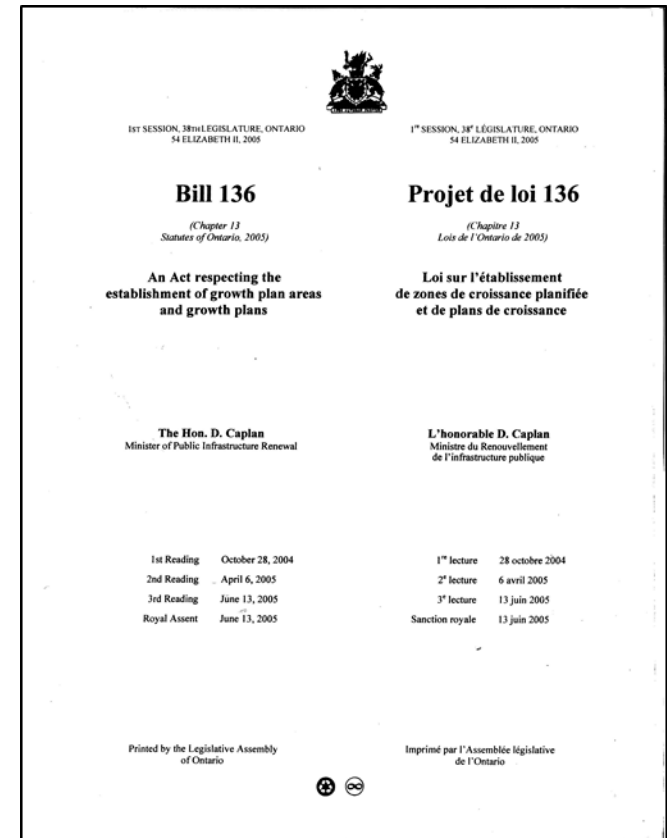 1ST SESSION, 38TH LEGISLATURE, ONTARIO
54 ELIZABETH II, 2005
Bill 136
(Chapter 13
Statutes of Ontario, 2005)
An Act respecting the
establishment of growth plan areas
and growth plans
The Hon. D. Caplan
Minister of Public Infrastructure Renewal
1st Reading October 28, 2004
2nd Reading April 6, 2005
3rd Reading June 13, 2005
Royal Assent June 13, 2005
Printed by the Legislative Assembly
of Ontario
1re SESSION, 38e LÉGISLATURE, ONTARIO
54 ELIZABETH II, 2005
Projet de loi 136
(Chapitre 13
Lois de l'Ontario de 2005)
Loi sur l'établissement
de zones de croissance planifiée
et de plans de croissance
L'honorable D. Caplan
Ministre du Renouvellement
de l'infrastructure publique
1re lecture 28 octobre 2004
2e lecture 6 avril 2005
3e lecture 13 juin 2005
Sanction royale 13 juin 2005
Imprimé par l'Assemblée législative
de l'Ontario